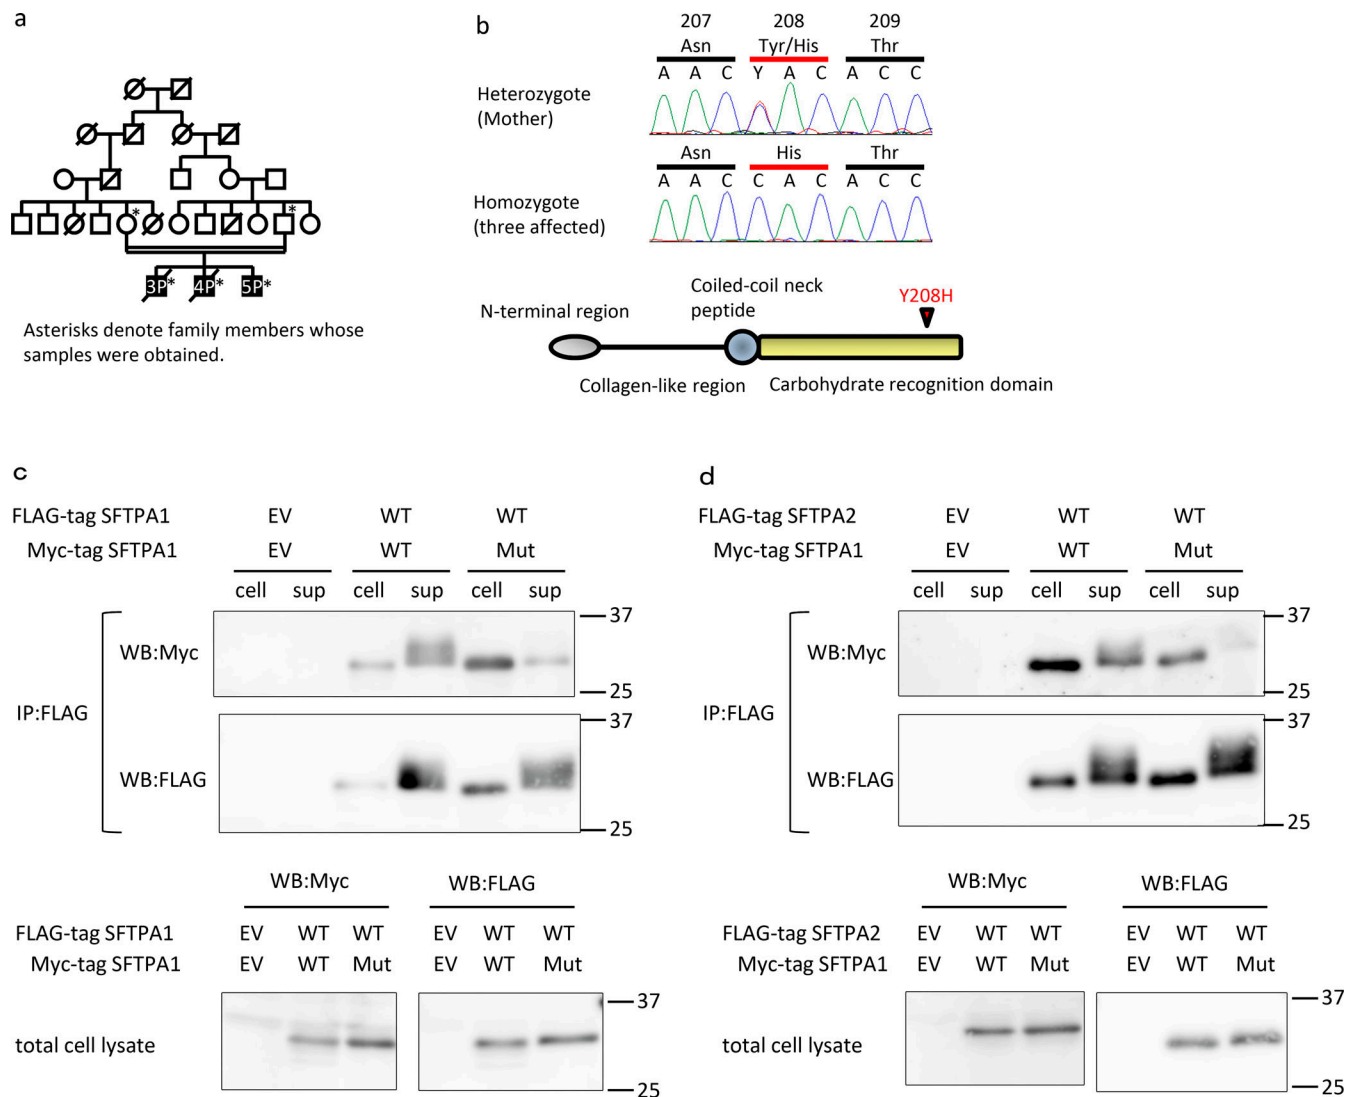 a
3P* 4P* 5P*
* *
Asterisks denote family members whose
samples were obtained.
b
207 208 209
Asn Tyr/His Thr
A A C Y A C A C C
Heterozygote
(Mother)
Asn His Thr
A A C C A C A C C
Homozygote
(three affected)
Coiled-coil neck
peptide
Y208H
N-terminal region
Collagen-like region Carbohydrate recognition domain
c
FLAG-tag SFTPA1 EV WT WT
Myc-tag SFTPA1 EV WT Mut
cell sup cell sup cell sup
37
WB:Myc
25
IP:FLAG
37
WB:FLAG
25
WB:Myc WB:FLAG
FLAG-tag SFTPA1 EV WT WT EV WT WT
Myc-tag SFTPA1 EV WT Mut EV WT Mut
37
total cell lysate
25
d
FLAG-tag SFTPA2 EV WT WT
Myc-tag SFTPA1 EV WT Mut
cell sup cell sup cell sup
37
WB:Myc
25
IP:FLAG
37
WB:FLAG
25
WB:Myc WB:FLAG
FLAG-tag SFTPA2 EV WT WT EV WT WT
Myc-tag SFTPA1 EV WT Mut EV WT Mut
37
total cell lysate
25